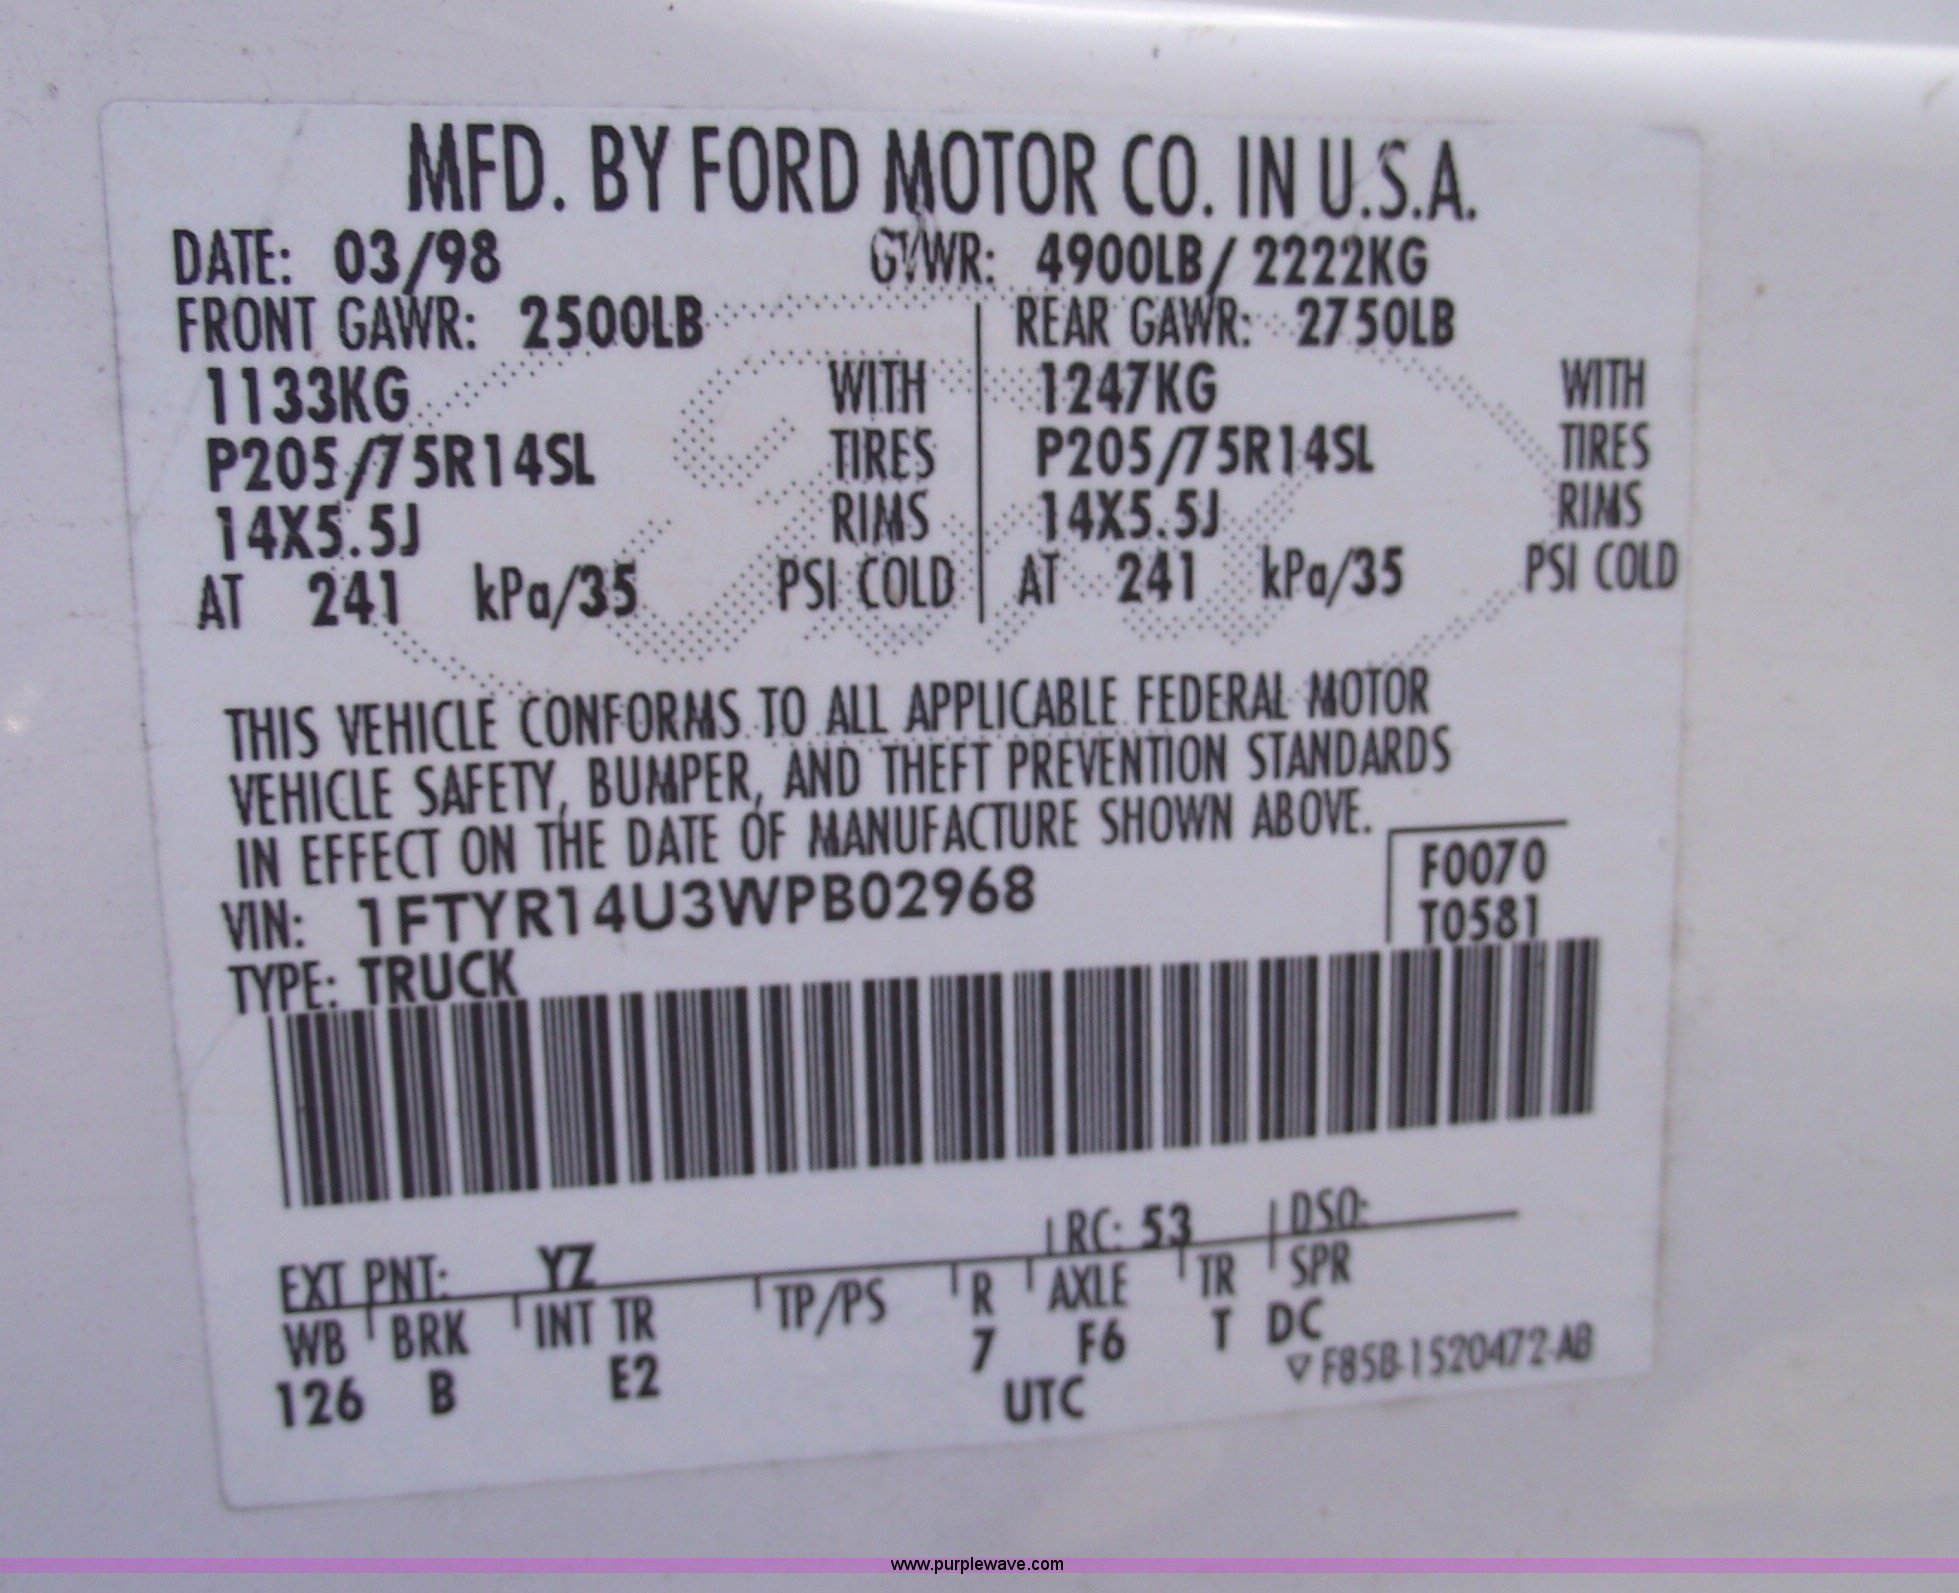 MFD. BY FORD MOTOR CO. IN U.S.A.
DATE: 03/98 GVWR: 4900LB/ 2222KG
FRONT GAWR: 2500LB REAR GAWR: 2750LB
1133KG WITH 1247KG WITH
P205/75R14SL TIRES P205/75R14SL TIRES
14X5.5J RIMS 14X5.5J RIMS
AT 241 kPa/35 PSI COLD AT 241 kPa/35 PSI COLD
THIS VEHICLE CONFORMS TO ALL APPLICABLE FEDERAL MOTOR
VEHICLE SAFETY, BUMPER, AND THEFT PREVENTION STANDARDS
IN EFFECT ON THE DATE OF MANUFACTURE SHOWN ABOVE.
F0070
VIN: 1FTYR14U3WPB02968 T0581
TYPE: TRUCK
EXT PNT: YZ RC: 53 DSO:
WB BRK INT TR TP/PS R AXLE TR SPR
126 B E2 7 F6 T DC
UTC ▽F85B-1520472-AB
www.purplewave.com